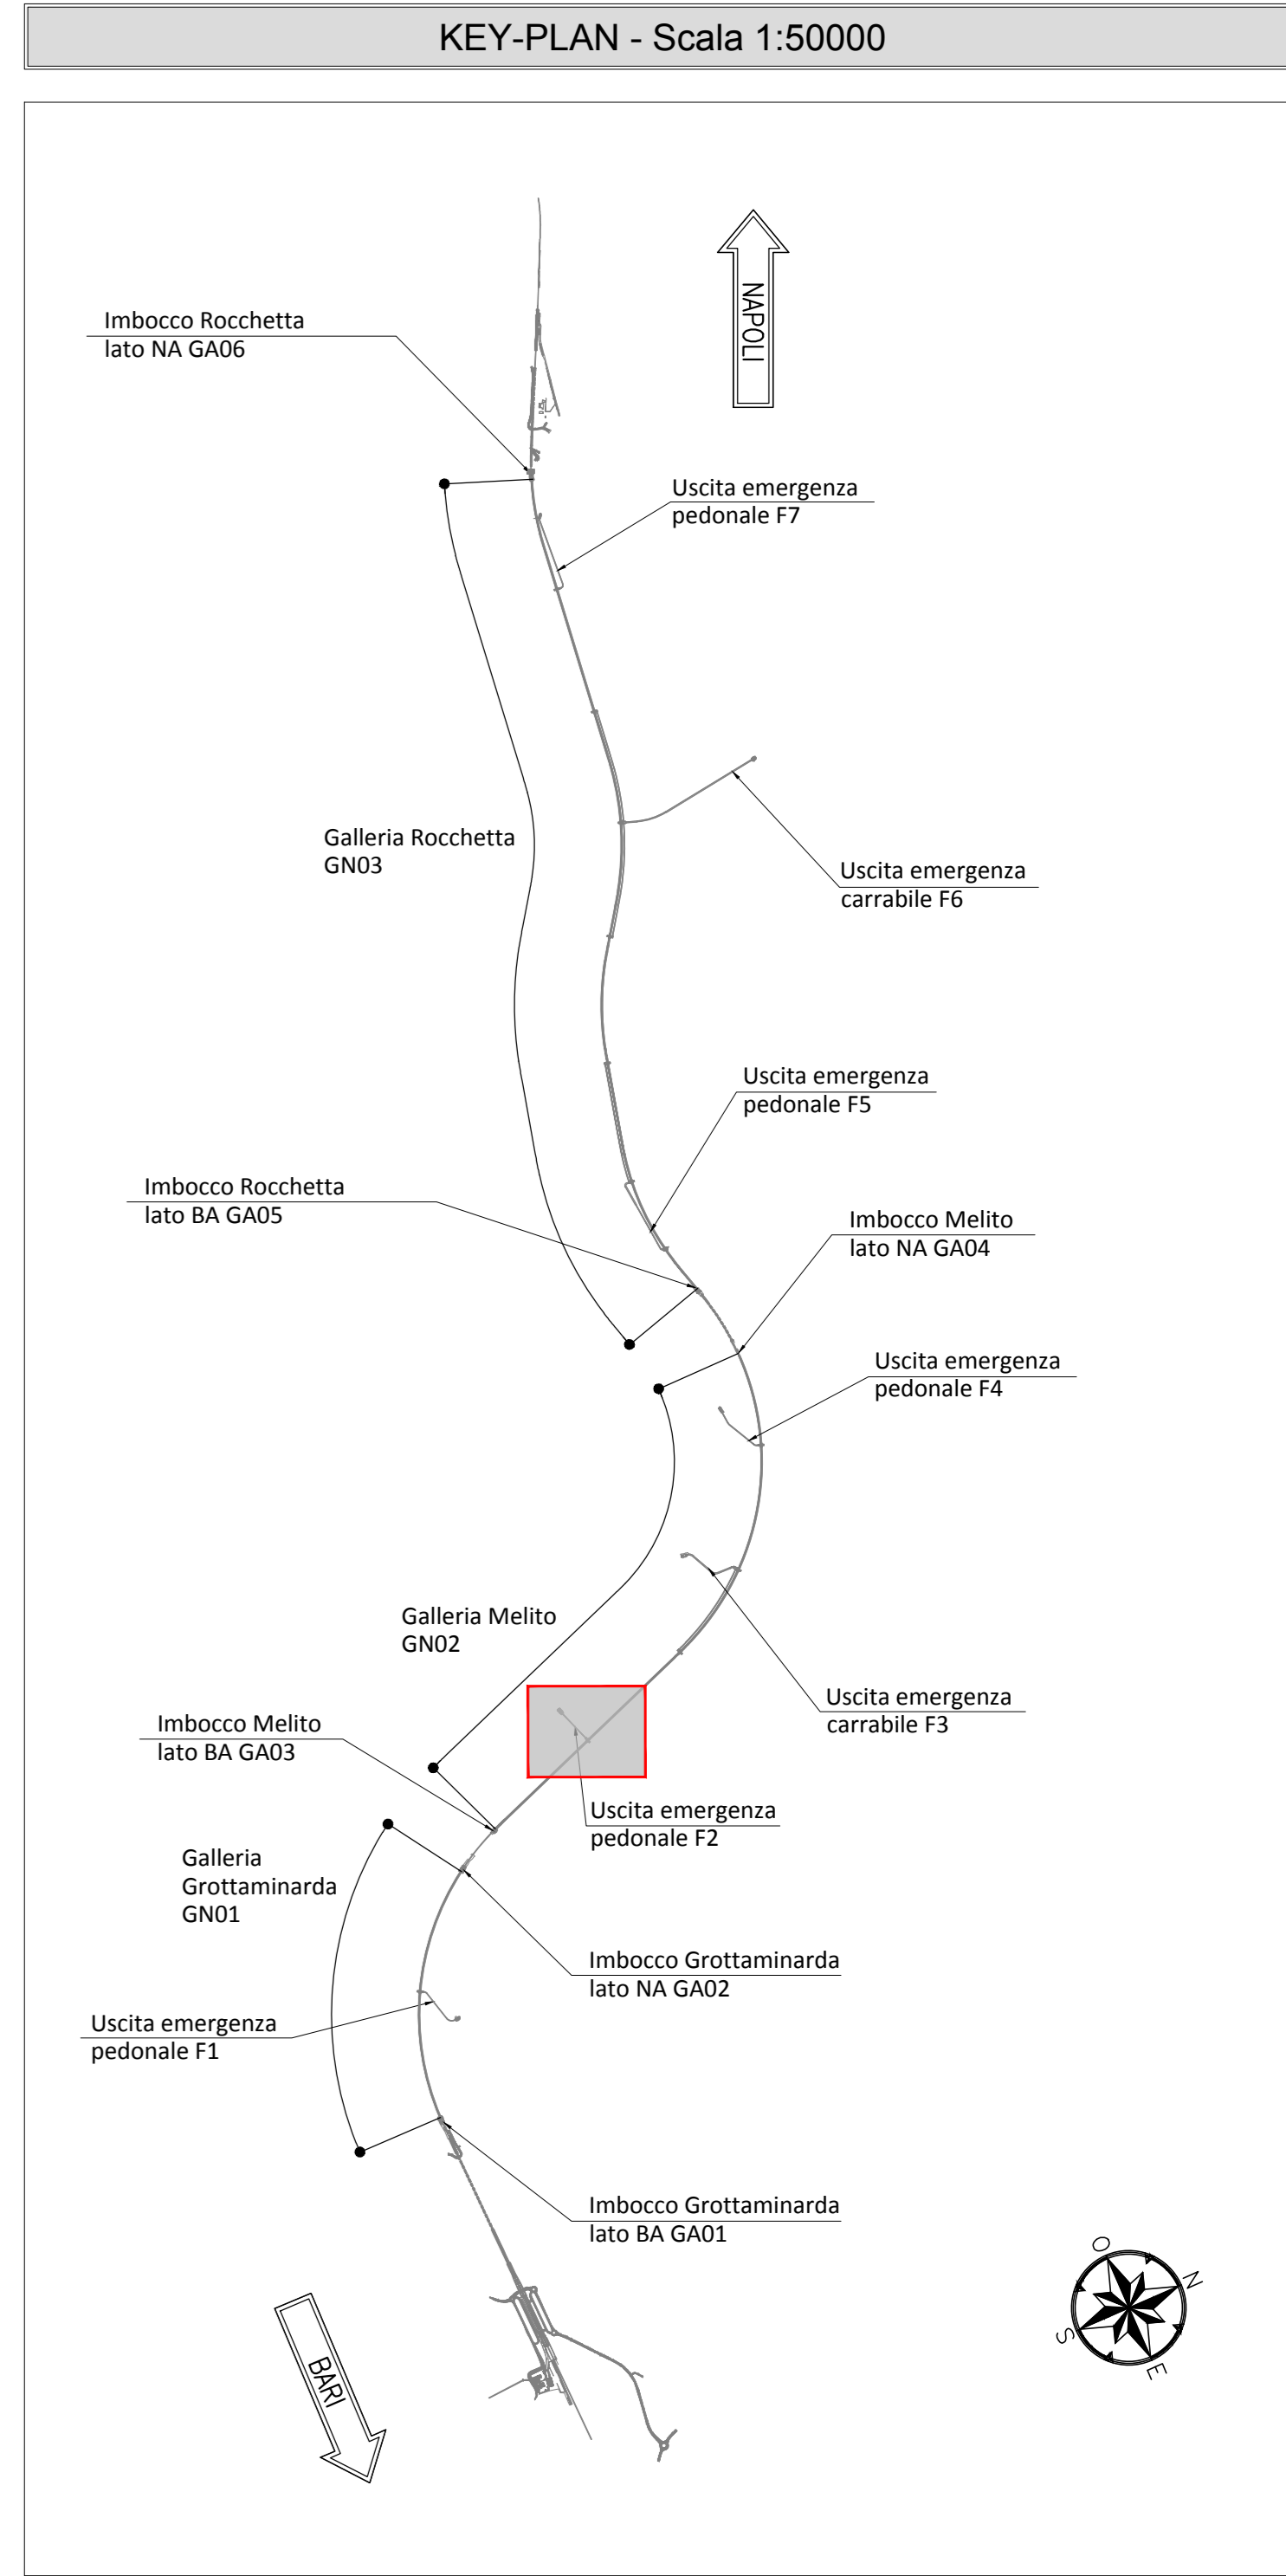 KEY-PLAN - Scala 1:50000
NAPOLI
Imbocco Rocchetta
lato NA GA06
Uscita emergenza
pedonale F7
Galleria Rocchetta
GN03
Uscita emergenza
carrabile F6
Uscita emergenza
pedonale F5
Imbocco Rocchetta
lato BA GA05
Imbocco Melito
lato NA GA04
Uscita emergenza
pedonale F4
Galleria Melito
GN02
Uscita emergenza
carrabile F3
Imbocco Melito
lato BA GA03
Uscita emergenza
pedonale F2
Galleria
Grottaminarda
GN01
Imbocco Grottaminarda
lato NA GA02
Uscita emergenza
pedonale F1
Imbocco Grottaminarda
lato BA GA01
BARI
O
N
S
E